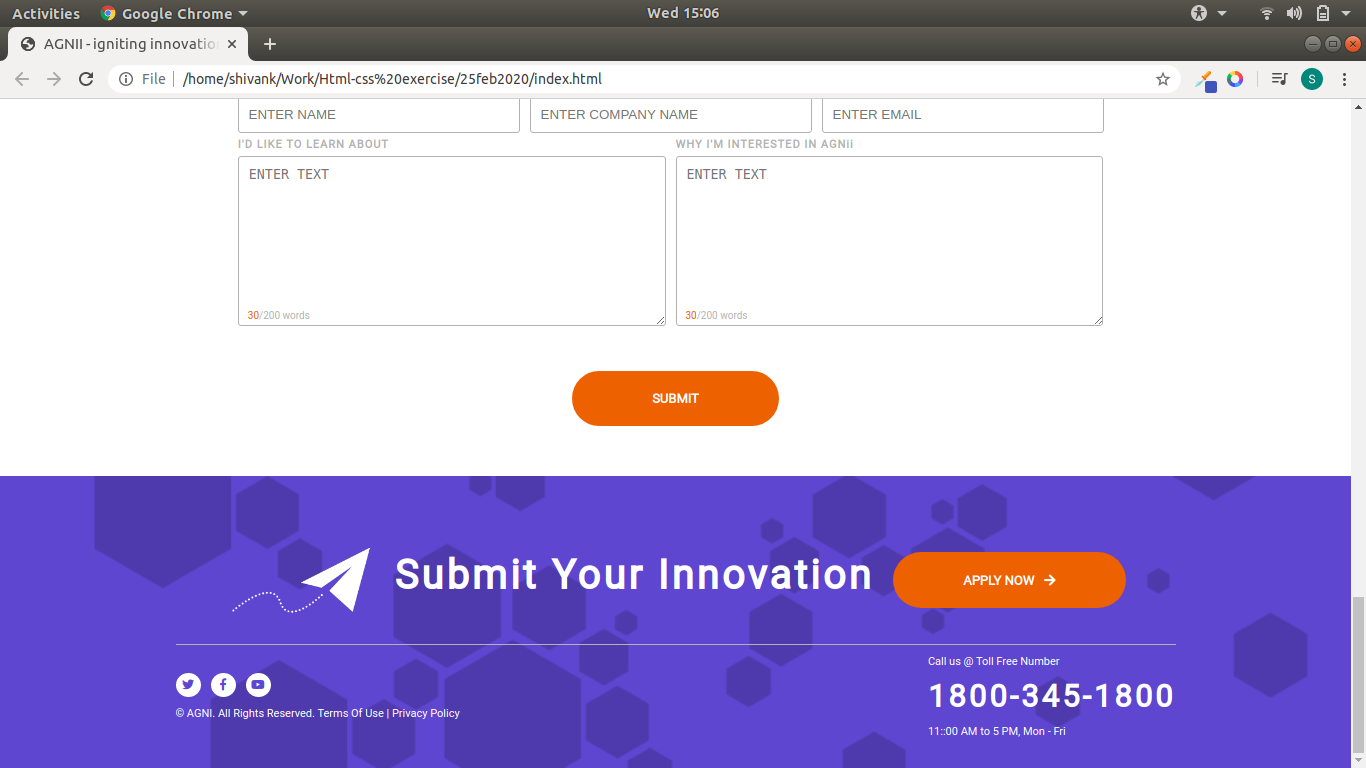 Activities Google Chrome Wed 15:06
AGNII - igniting innovatio
File /home/shivank/Work/Html-css%20exercise/25feb2020/index.html S
ENTER NAME ENTER COMPANY NAME ENTER EMAIL
I'D LIKE TO LEARN ABOUT WHY I'M INTERESTED IN AGNii
ENTER TEXT ENTER TEXT
30/200 words 30/200 words
SUBMIT
Submit Your Innovation APPLY NOW
Call us @ Toll Free Number
1800-345-1800
© AGNI. All Rights Reserved. Terms Of Use | Privacy Policy
11::00 AM to 5 PM, Mon - Fri